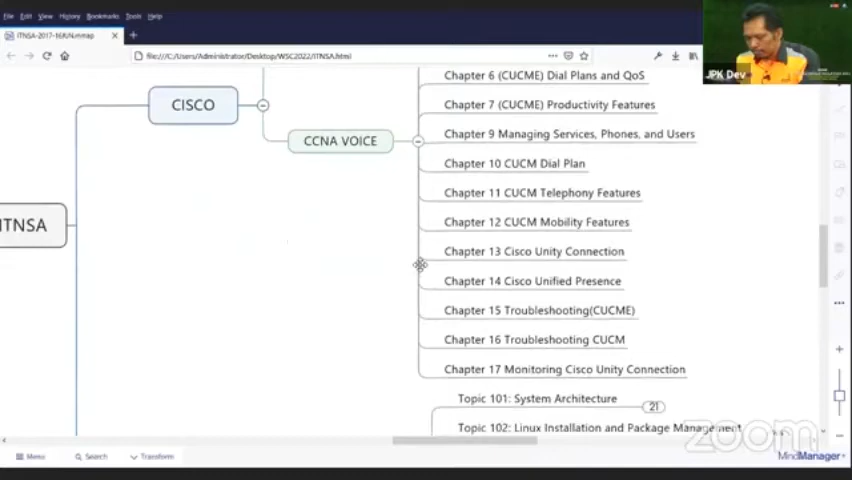 File Edit View History Bookmarks Tools Help
ITNSA-2017-16JUN.mmap
file:///C:/Users/Administrator/Desktop/WSC2022/ITNSA.html
JPK Dev
Chapter 6 (CUCME) Dial Plans and QoS
CISCO
Chapter 7 (CUCME) Productivity Features
CCNA VOICE
Chapter 9 Managing Services, Phones, and Users
Chapter 10 CUCM Dial Plan
Chapter 11 CUCM Telephony Features
ITNSA
Chapter 12 CUCM Mobility Features
Chapter 13 Cisco Unity Connection
Chapter 14 Cisco Unified Presence
Chapter 15 Troubleshooting(CUCME)
Chapter 16 Troubleshooting CUCM
Chapter 17 Monitoring Cisco Unity Connection
Topic 101: System Architecture
21
Topic 102: Linux Installation and Package Management
zoom
Menu Search Transform
MindManager